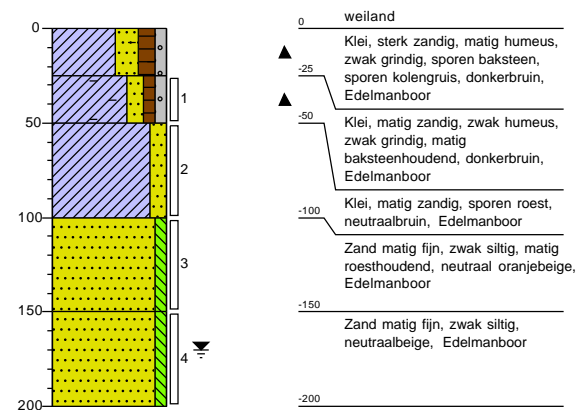 0
50
100
150
200
1
2
3
4
0
weiland
Klei, sterk zandig, matig humeus,
zwak grindig, sporen baksteen,
sporen kolengruis, donkerbruin,
Edelmanboor
-25
Klei, matig zandig, zwak humeus,
zwak grindig, matig
baksteenhoudend, donkerbruin,
Edelmanboor
-50
Klei, matig zandig, sporen roest,
neutraalbruin, Edelmanboor
-100
Zand matig fijn, zwak siltig, matig
roesthoudend, neutraal oranjebeige,
Edelmanboor
-150
Zand matig fijn, zwak siltig,
neutraalbeige, Edelmanboor
-200